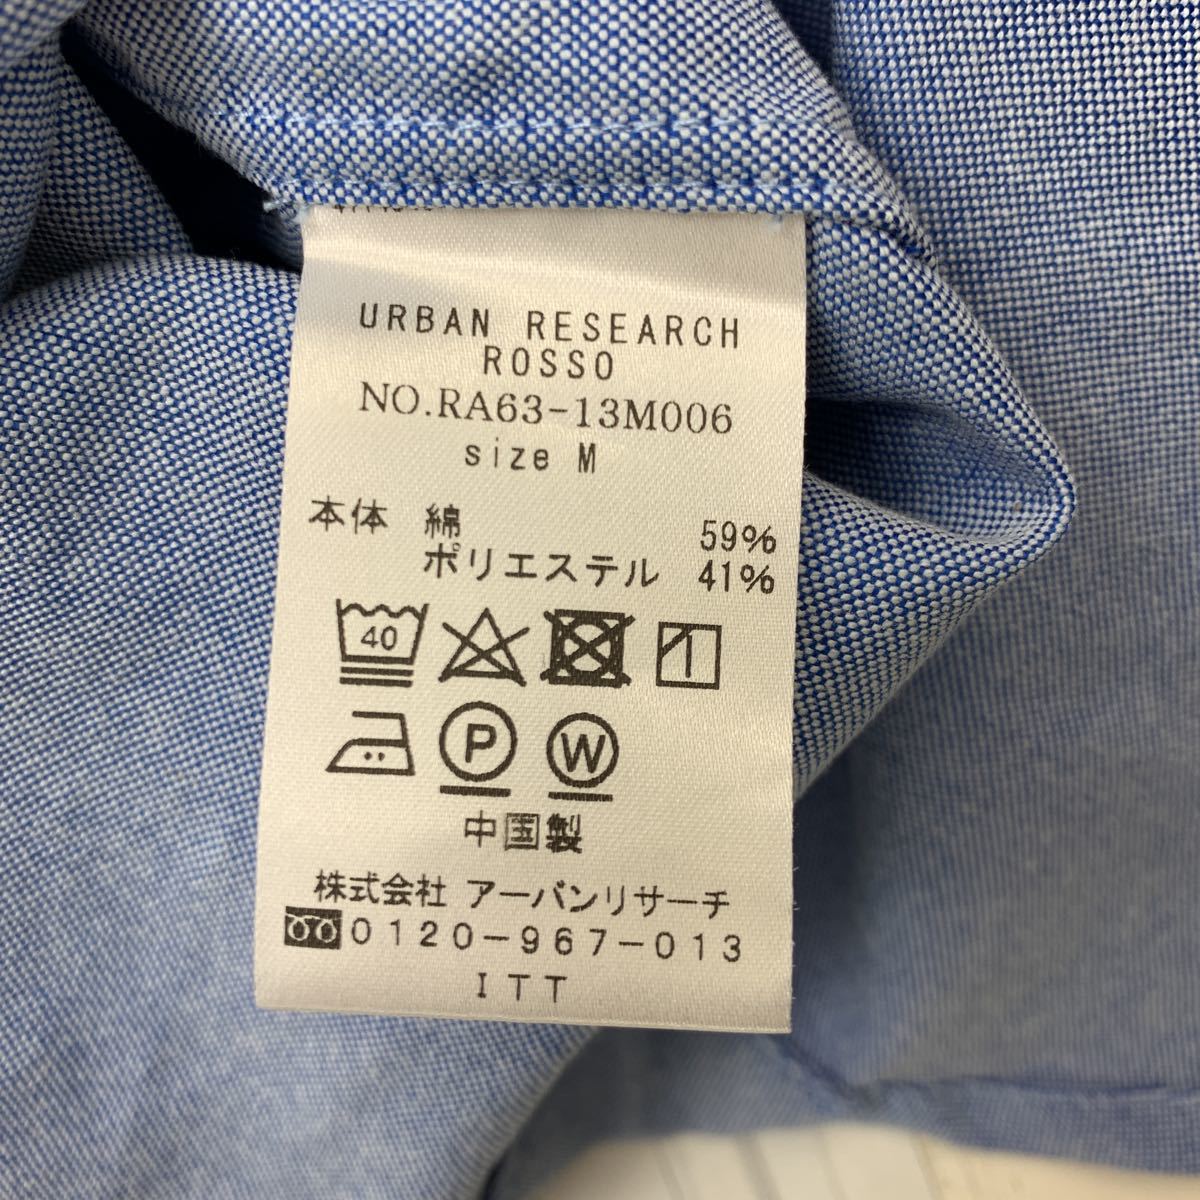 URBAN RESEARCH
ROSSO
NO.RA63-13M006
size M
本体 綿 59%
ポリエステル 41%
40
P W
中国製
株式会社 アーバンリサーチ
0120-967-013
ITT